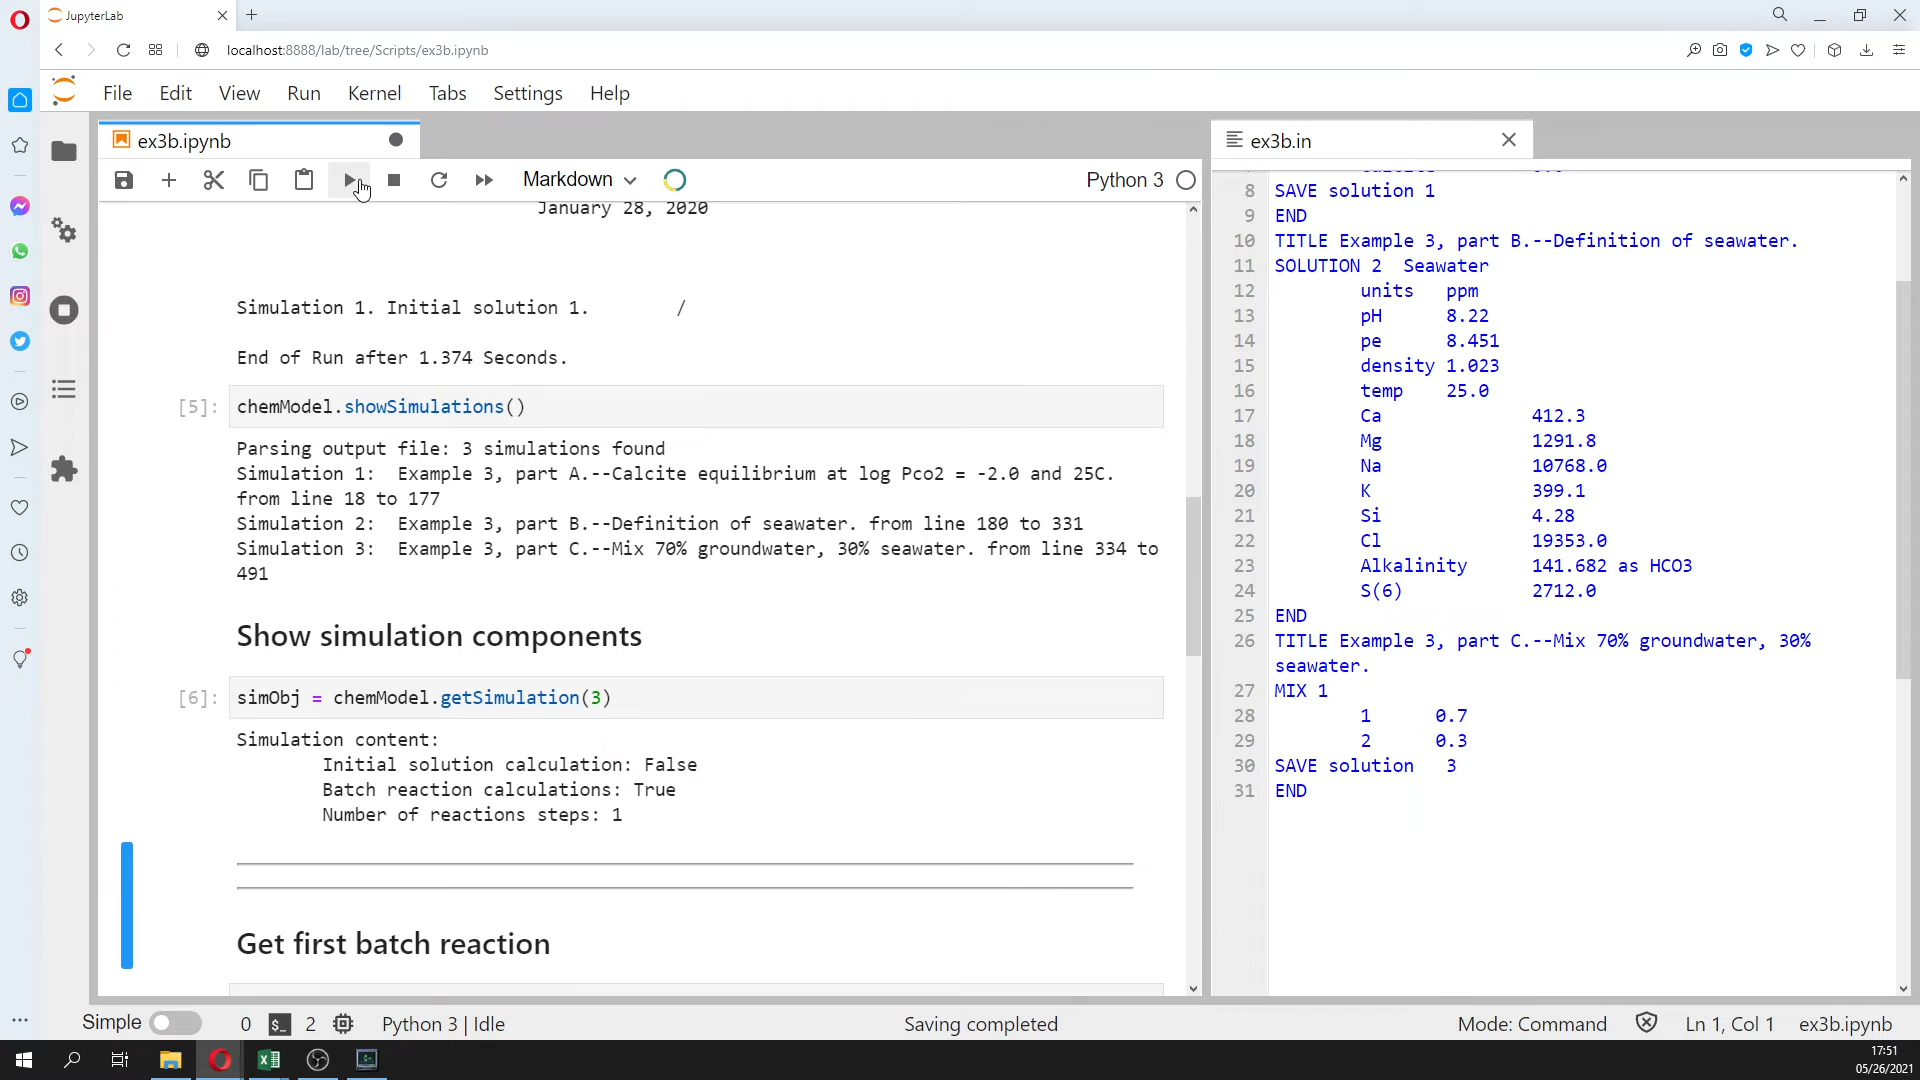 JupyterLab
localhost:8888/lab/tree/Scripts/ex3b.ipynb
File Edit View Run Kernel Tabs Settings Help
ex3b.ipynb
Markdown
Python 3
January 28, 2020
Simulation 1. Initial solution 1. /
End of Run after 1.374 Seconds.
[5]: chemModel.showSimulations()
Parsing output file: 3 simulations found
Simulation 1:  Example 3, part A.--Calcite equilibrium at log Pco2 = -2.0 and 25C.
from line 18 to 177
Simulation 2:  Example 3, part B.--Definition of seawater. from line 180 to 331
Simulation 3:  Example 3, part C.--Mix 70% groundwater, 30% seawater. from line 334 to
491
Show simulation components
[6]: simObj = chemModel.getSimulation(3)
Simulation content:
Initial solution calculation: False
Batch reaction calculations: True
Number of reactions steps: 1
Get first batch reaction
ex3b.in
8 SAVE solution 1
9 END
10 TITLE Example 3, part B.--Definition of seawater.
11 SOLUTION 2  Seawater
12 units ppm
13 pH 8.22
14 pe 8.451
15 density 1.023
16 temp 25.0
17 Ca 412.3
18 Mg 1291.8
19 Na 10768.0
20 K 399.1
21 Si 4.28
22 Cl 19353.0
23 Alkalinity 141.682 as HCO3
24 S(6) 2712.0
25 END
26 TITLE Example 3, part C.--Mix 70% groundwater, 30%
seawater.
27 MIX 1
28 1 0.7
29 2 0.3
30 SAVE solution 3
31 END
Simple 0 $_ 2 Python 3 | Idle Saving completed Mode: Command Ln 1, Col 1 ex3b.ipynb
17:51
05/26/2021